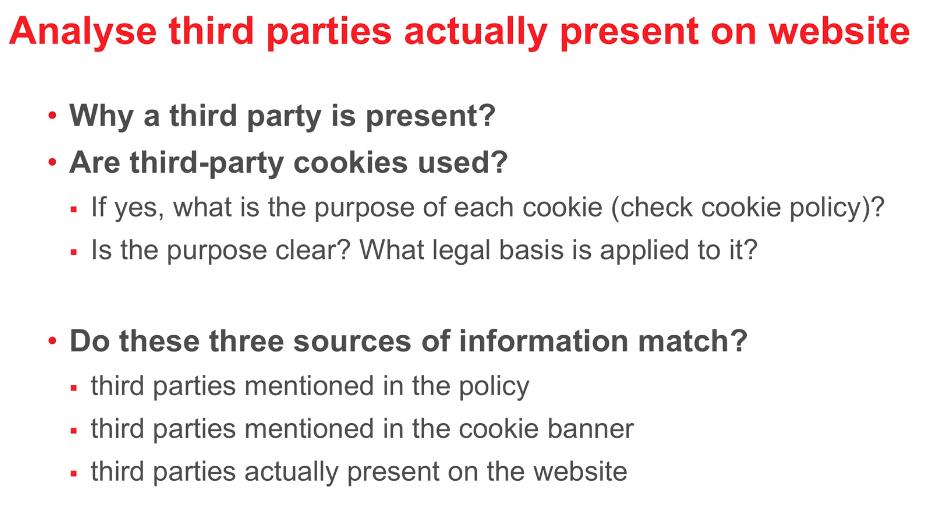 Analyse third parties actually present on website
• Why a third party is present?
• Are third-party cookies used?
▪ If yes, what is the purpose of each cookie (check cookie policy)?
▪ Is the purpose clear? What legal basis is applied to it?
• Do these three sources of information match?
▪ third parties mentioned in the policy
▪ third parties mentioned in the cookie banner
▪ third parties actually present on the website